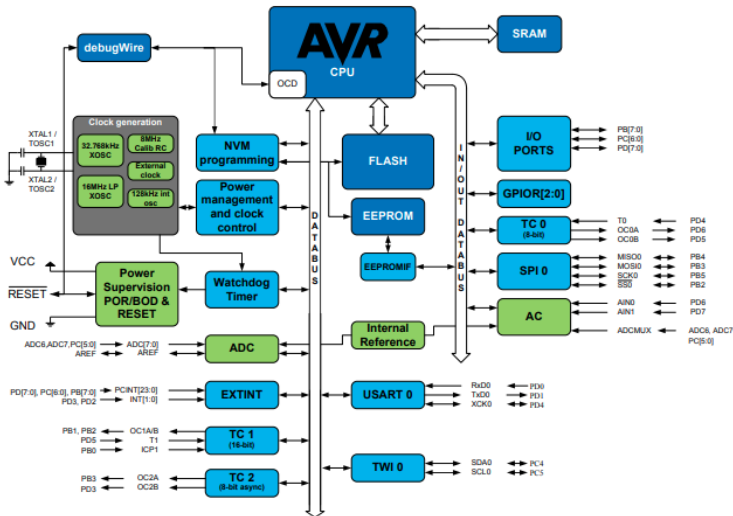 AVR
CPU
OCD
SRAM
debugWire
Clock generation
XTAL1 /
TOSC1
32.768kHz
XOSC
8MHz
Calib RC
External
clock
XTAL2 /
TOSC2
16MHz LP
XOSC
128kHz int
osc
NVM
programming
FLASH
I/O
PORTS
PB[7:0]
PC[6:0]
PD[7:0]
Power
management
and clock
control
EEPROM
GPIOR[2:0]
TC 0
(8-bit)
T0 PD4
OC0A PD6
OC0B PD5
DATABUS
IN/OUT DATABUS
VCC
RESET
GND
Power
Supervision
POR/BOD &
RESET
Watchdog
Timer
EEPROMIF
SPI 0
MISO0 PB4
MOSI0 PB3
SCK0 PB5
SS0 PB2
AC
AIN0 PD6
AIN1 PD7
ADCMUX ADC6, ADC7
PC[5:0]
Internal
Reference
ADC6,ADC7,PC[5:0] ADC[7:0]
AREF AREF
ADC
PD[7:0], PC[6:0], PB[7:0] PCINT[23:0]
PD3, PD2 INT[1:0]
EXTINT
USART 0
RxD0 PD0
TxD0 PD1
XCK0 PD4
PB1, PB2 OC1A/B
PD5 T1
PB0 ICP1
TC 1
(16-bit)
TWI 0
SDA0 PC4
SCL0 PC5
PB3 OC2A
PD3 OC2B
TC 2
(8-bit async)